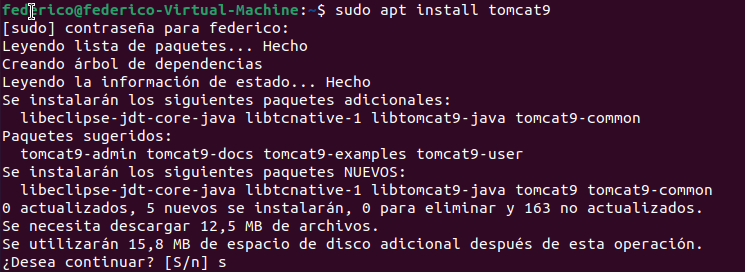 federico@federico-Virtual-Machine:~$ sudo apt install tomcat9
[sudo] contraseña para federico:
Leyendo lista de paquetes... Hecho
Creando árbol de dependencias
Leyendo la información de estado... Hecho
Se instalarán los siguientes paquetes adicionales:
  libeclipse-jdt-core-java libtcnative-1 libtomcat9-java tomcat9-common
Paquetes sugeridos:
  tomcat9-admin tomcat9-docs tomcat9-examples tomcat9-user
Se instalarán los siguientes paquetes NUEVOS:
  libeclipse-jdt-core-java libtcnative-1 libtomcat9-java tomcat9 tomcat9-common
0 actualizados, 5 nuevos se instalarán, 0 para eliminar y 163 no actualizados.
Se necesita descargar 12,5 MB de archivos.
Se utilizarán 15,8 MB de espacio de disco adicional después de esta operación.
¿Desea continuar? [S/n] s